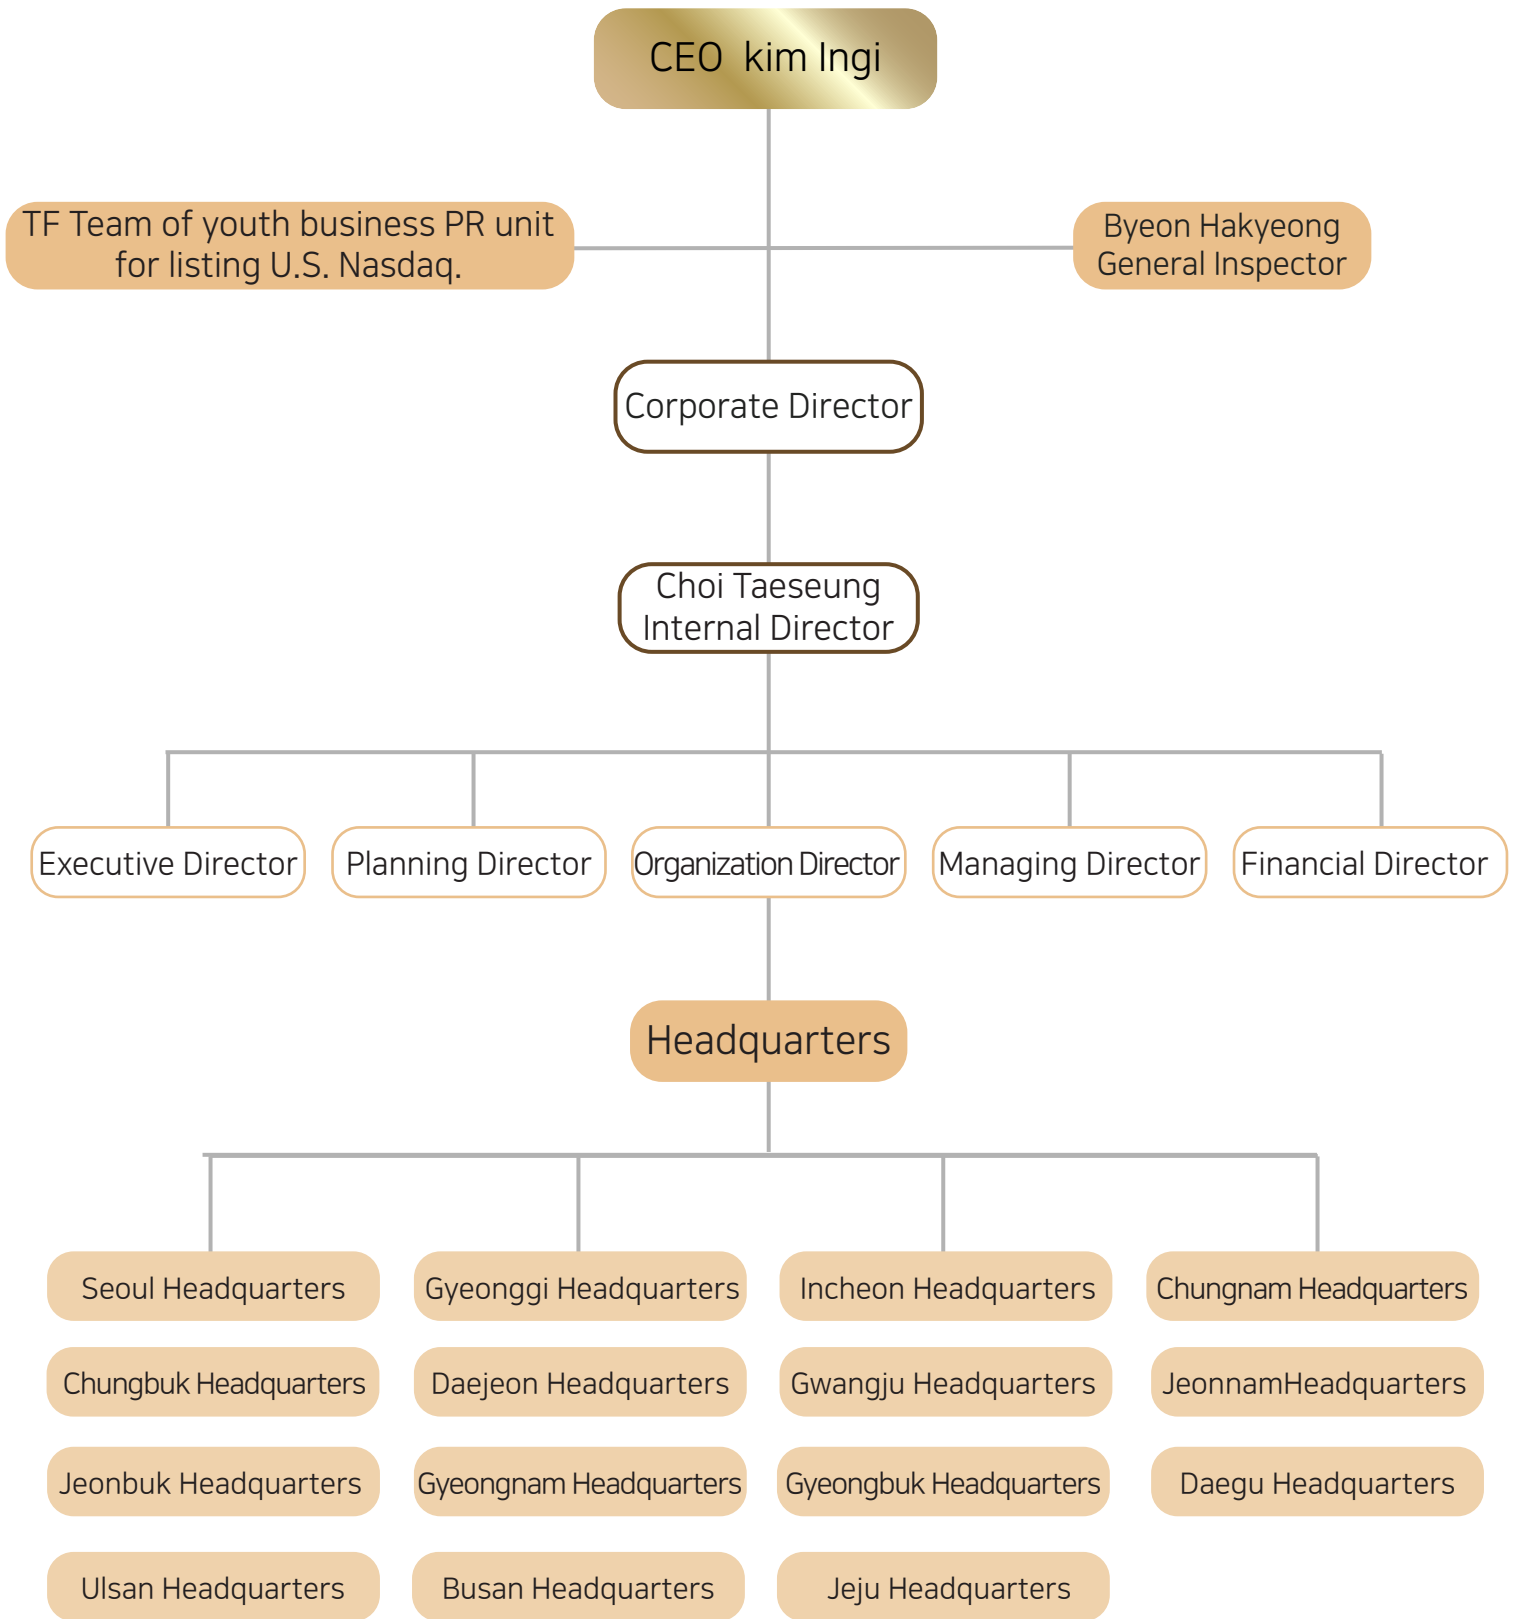 CEO kim Ingi
TF Team of youth business PR unit
for listing U.S. Nasdaq.
Byeon Hakyeong
General Inspector
Corporate Director
Choi Taeseung
Internal Director
Executive Director
Planning Director
Organization Director
Managing Director
Financial Director
Headquarters
Seoul Headquarters
Gyeonggi Headquarters
Incheon Headquarters
Chungnam Headquarters
Chungbuk Headquarters
Daejeon Headquarters
Gwangju Headquarters
JeonnamHeadquarters
Jeonbuk Headquarters
Gyeongnam Headquarters
Gyeongbuk Headquarters
Daegu Headquarters
Ulsan Headquarters
Busan Headquarters
Jeju Headquarters